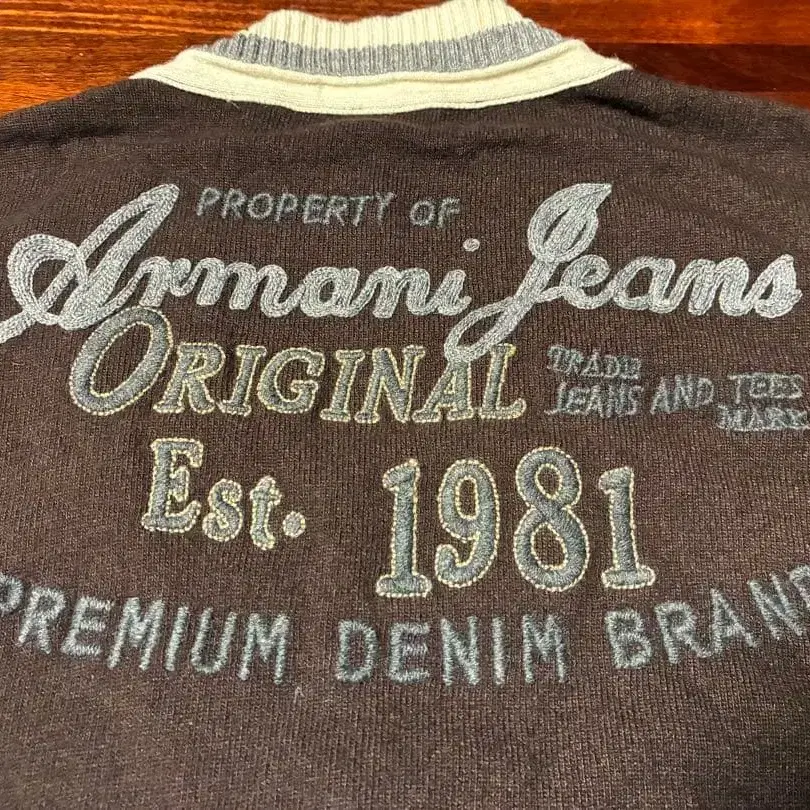 PROPERTY OF
Armani Jeans
ORIGINAL
TRADE
JEANS AND TEES
MARK
Est. 1981
PREMIUM DENIM BRAND